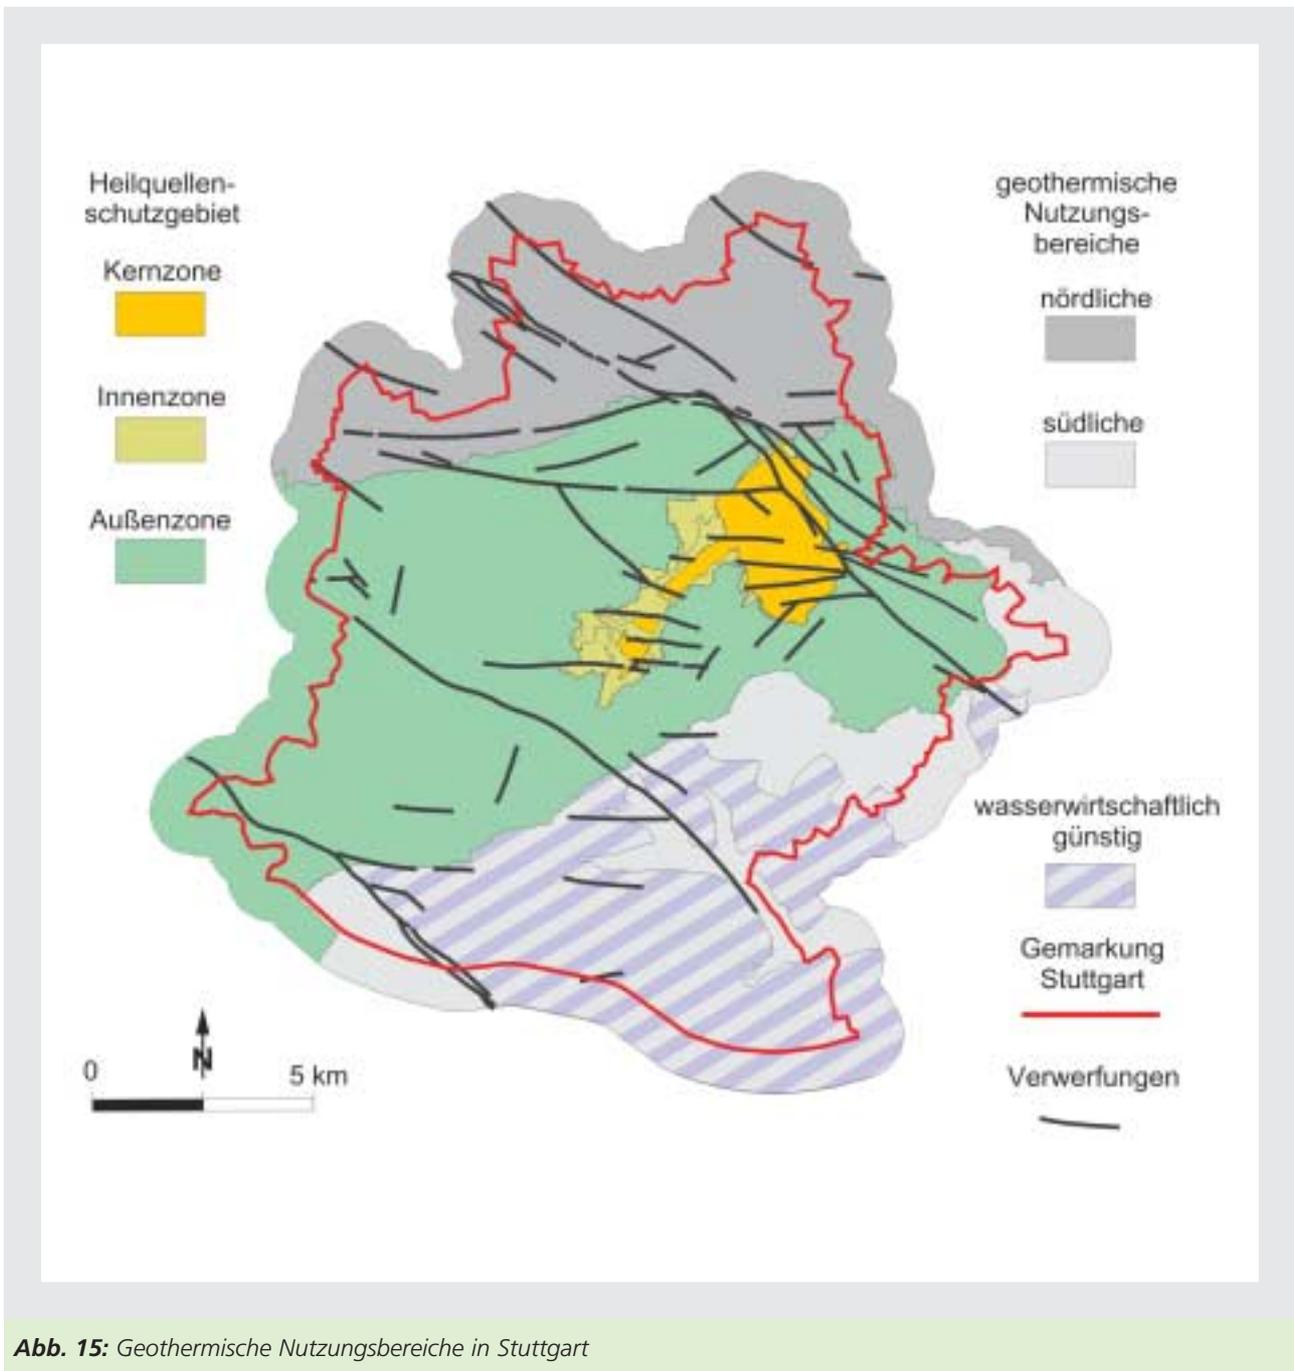 Heilquellen-
schutzgebiet
Kernzone
Innenzone
Außenzone
geothermische
Nutzungs-
bereiche
nördliche
südliche
wasserwirtschaftlich
günstig
Gemarkung
Stuttgart
Verwerfungen
N
0 5 km
Abb. 15: Geothermische Nutzungsbereiche in Stuttgart